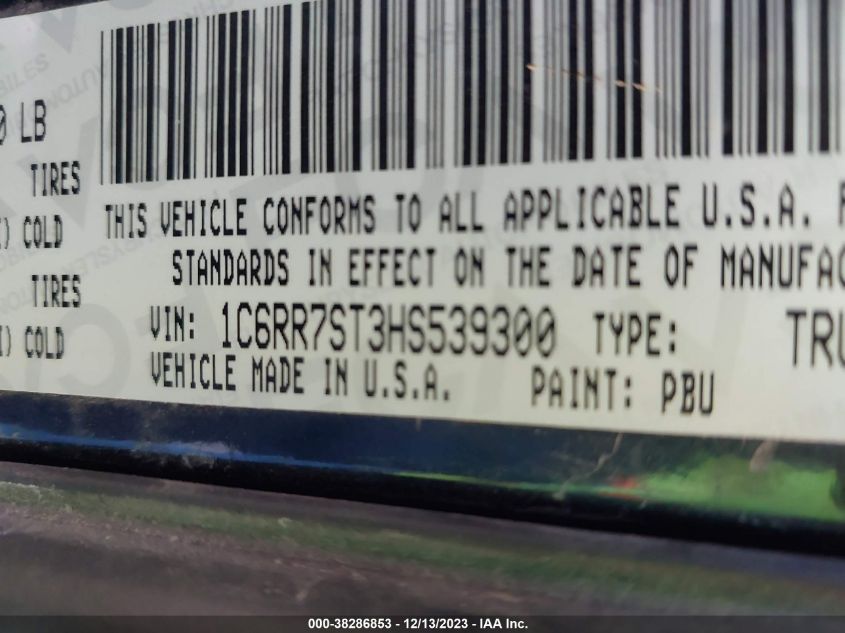 0 LB
TIRES
COLD
TIRES
COLD
THIS VEHICLE CONFORMS TO ALL APPLICABLE U.S.A.
STANDARDS IN EFFECT ON THE DATE OF MANUFAC
VIN: 1C6RR7ST3HS539300 TYPE: TRU
VEHICLE MADE IN U.S.A. PAINT: PBU
000-38286853 - 12/13/2023 - IAA Inc.